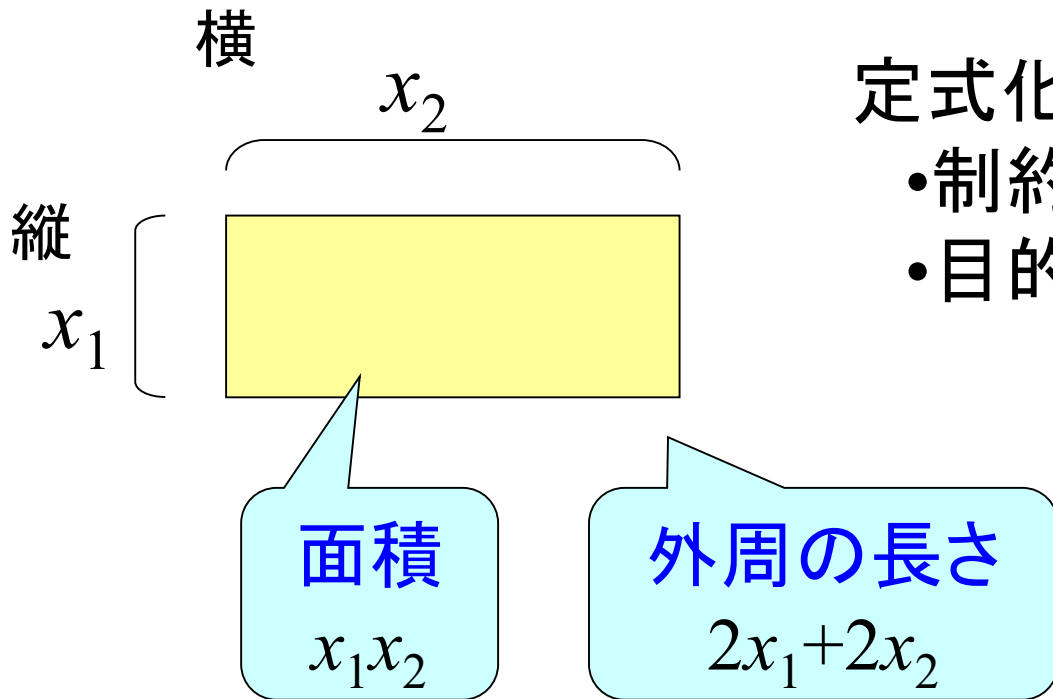 横
x₂
縦
x₁
定式化
•制約
•目的
面積
x₁x₂
外周の長さ
2x₁+2x₂